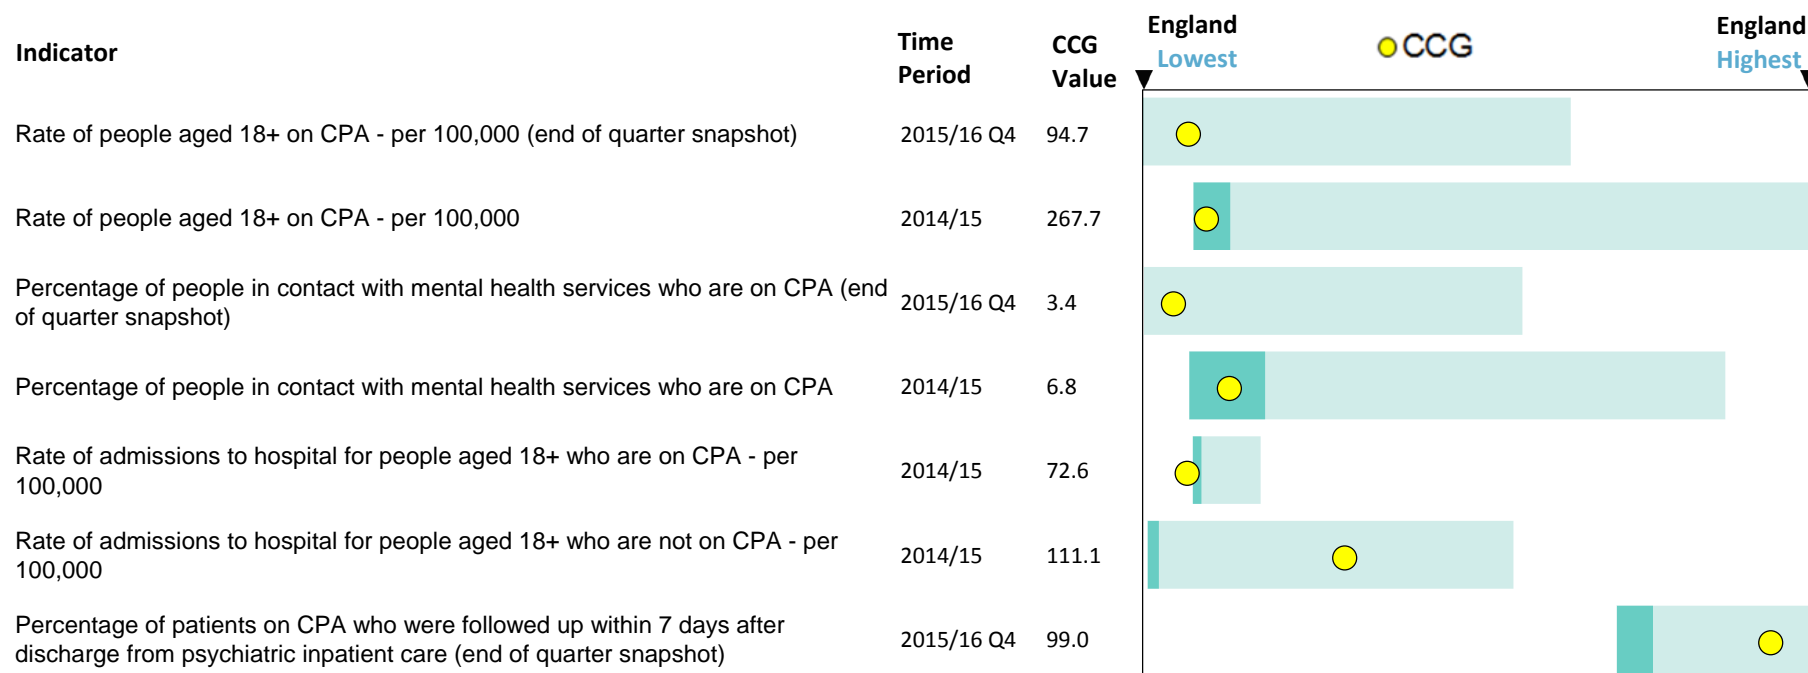 Indicator
Time Period
CCG Value
England Lowest
CCG
England Highest
Rate of people aged 18+ on CPA - per 100,000 (end of quarter snapshot) 2015/16 Q4 94.7
Rate of people aged 18+ on CPA - per 100,000 2014/15 267.7
Percentage of people in contact with mental health services who are on CPA (end
of quarter snapshot) 2015/16 Q4 3.4
Percentage of people in contact with mental health services who are on CPA 2014/15 6.8
Rate of admissions to hospital for people aged 18+ who are on CPA - per
100,000 2014/15 72.6
Rate of admissions to hospital for people aged 18+ who are not on CPA - per
100,000 2014/15 111.1
Percentage of patients on CPA who were followed up within 7 days after
discharge from psychiatric inpatient care (end of quarter snapshot) 2015/16 Q4 99.0